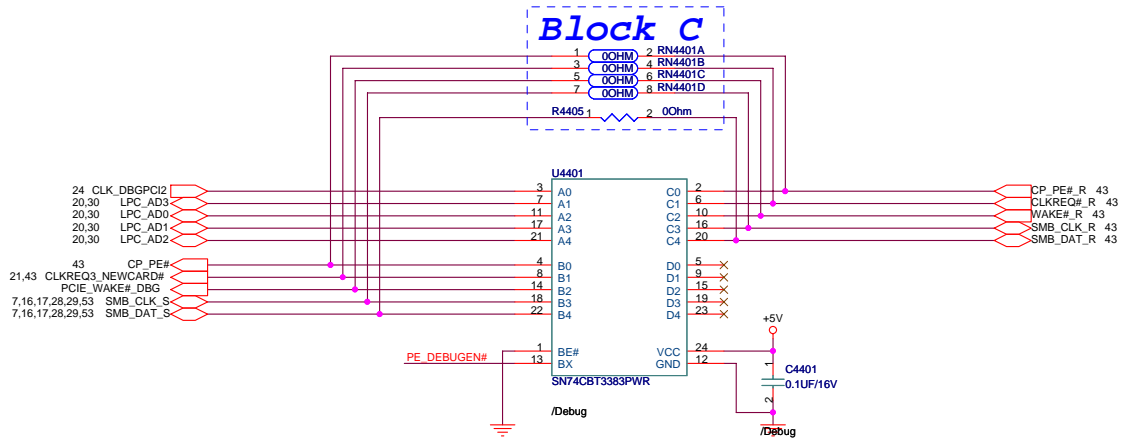 Block C
1 0OHM 2 RN4401A
3 0OHM 4 RN4401B
5 0OHM 6 RN4401C
7 0OHM 8 RN4401D
R4405 1 2 0Ohm
U4401
24 CLK_DBGPCI2 3 A0 C0 2 CP_PE#_R 43
20,30 LPC_AD3 7 A1 C1 6 CLKREQ#_R 43
20,30 LPC_AD0 11 A2 C2 10 WAKE#_R 43
20,30 LPC_AD1 17 A3 C3 16 SMB_CLK_R 43
20,30 LPC_AD2 21 A4 C4 20 SMB_DAT_R 43
43 CP_PE# 4 B0 D0 5
21,43 CLKREQ3_NEWCARD# 8 B1 D1 9
PCIE_WAKE#_DBG 14 B2 D2 15
7,16,17,28,29,53 SMB_CLK_S 18 B3 D3 19
7,16,17,28,29,53 SMB_DAT_S 22 B4 D4 23
+5V
1 BE# VCC 24
PE_DEBUGEN# 13 BX GND 12
1 C4401
SN74CBT3383PWR
0.1UF/16V
2
/Debug
/Debug